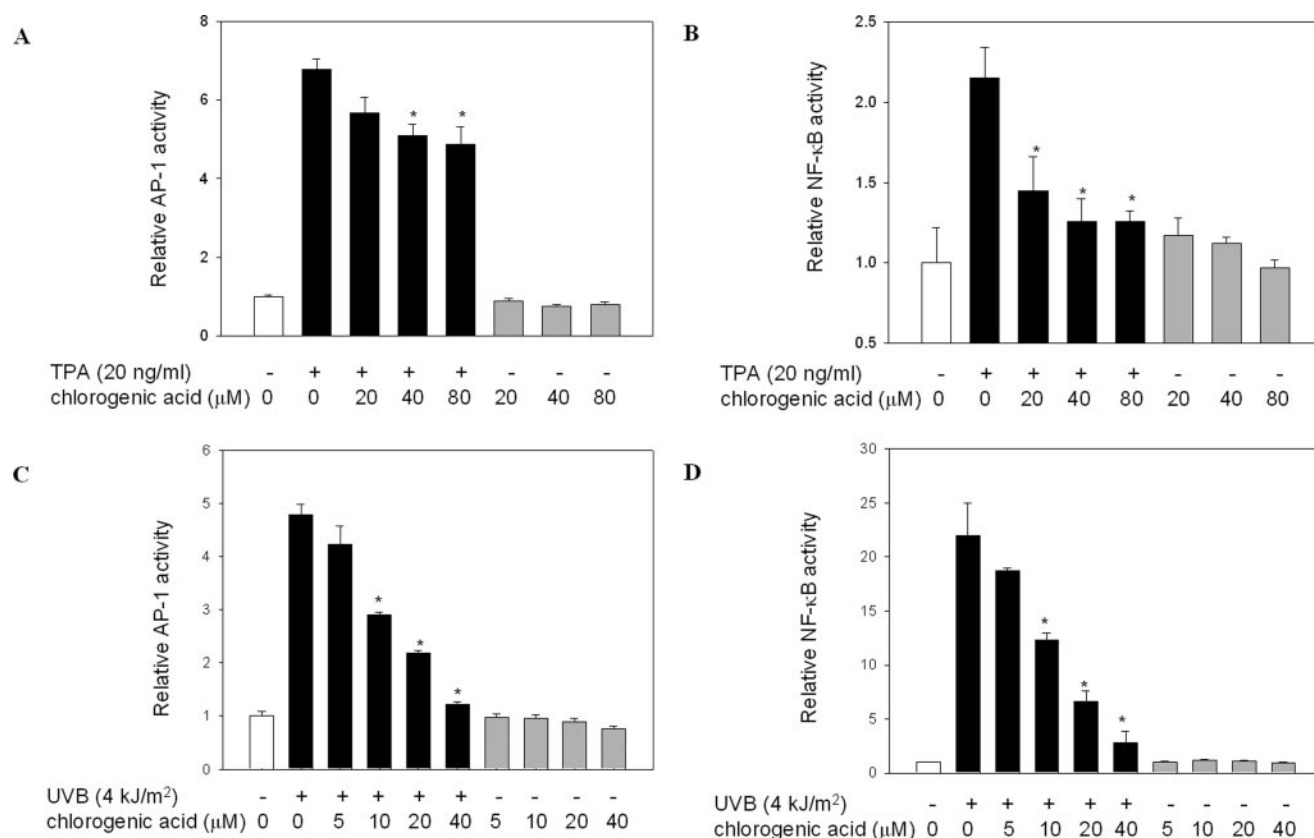 A
Relative AP-1 activity
8
6
4
2
0
TPA (20 ng/ml) - + + + + - - -
chlorogenic acid (μM) 0 0 20 40 80 20 40 80
* *
B
Relative NF-κB activity
2.5
2.0
1.5
1.0
0.5
TPA (20 ng/ml) - + + + + - - -
chlorogenic acid (μM) 0 0 20 40 80 20 40 80
* * *
C
Relative AP-1 activity
6
5
4
3
2
1
0
UVB (4 kJ/m²) - + + + + + - - - -
chlorogenic acid (μM) 0 0 5 10 20 40 5 10 20 40
* * *
D
Relative NF-κB activity
30
25
20
15
10
5
0
UVB (4 kJ/m²) - + + + + + - - - -
chlorogenic acid (μM) 0 0 5 10 20 40 5 10 20 40
* * *